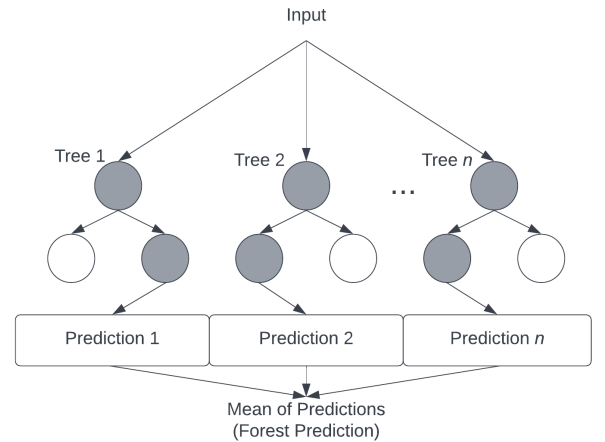 Input
Tree 1
Tree 2
Tree n
...
Prediction 1
Prediction 2
Prediction n
Mean of Predictions
(Forest Prediction)